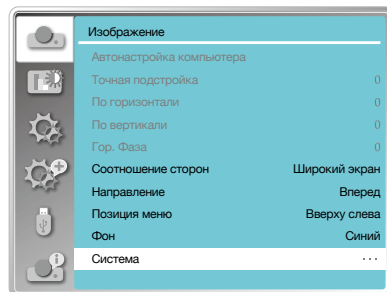 Изображение
Автонастройка компьютера
Точная подстройка 0
По горизонтали 0
По вертикали 0
Гор. Фаза 0
Соотношение сторон Широкий экран
Направление Вперед
Позиция меню Вверху слева
Фон Синий
Система ...